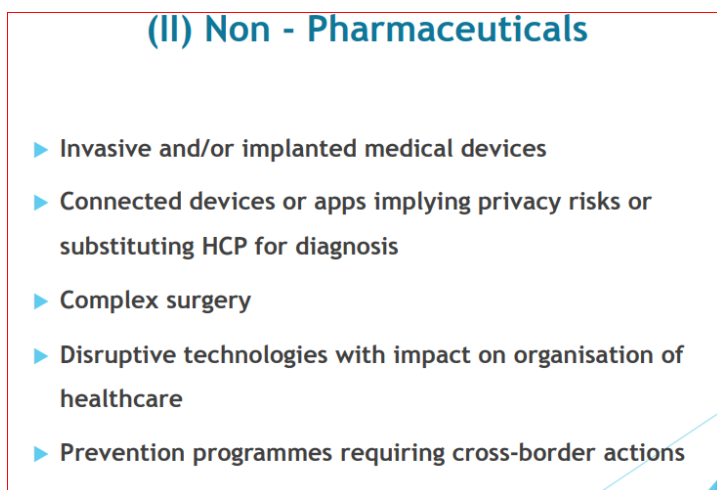 (II) Non - Pharmaceuticals
Invasive and/or implanted medical devices
Connected devices or apps implying privacy risks or
substituting HCP for diagnosis
Complex surgery
Disruptive technologies with impact on organisation of
healthcare
Prevention programmes requiring cross-border actions